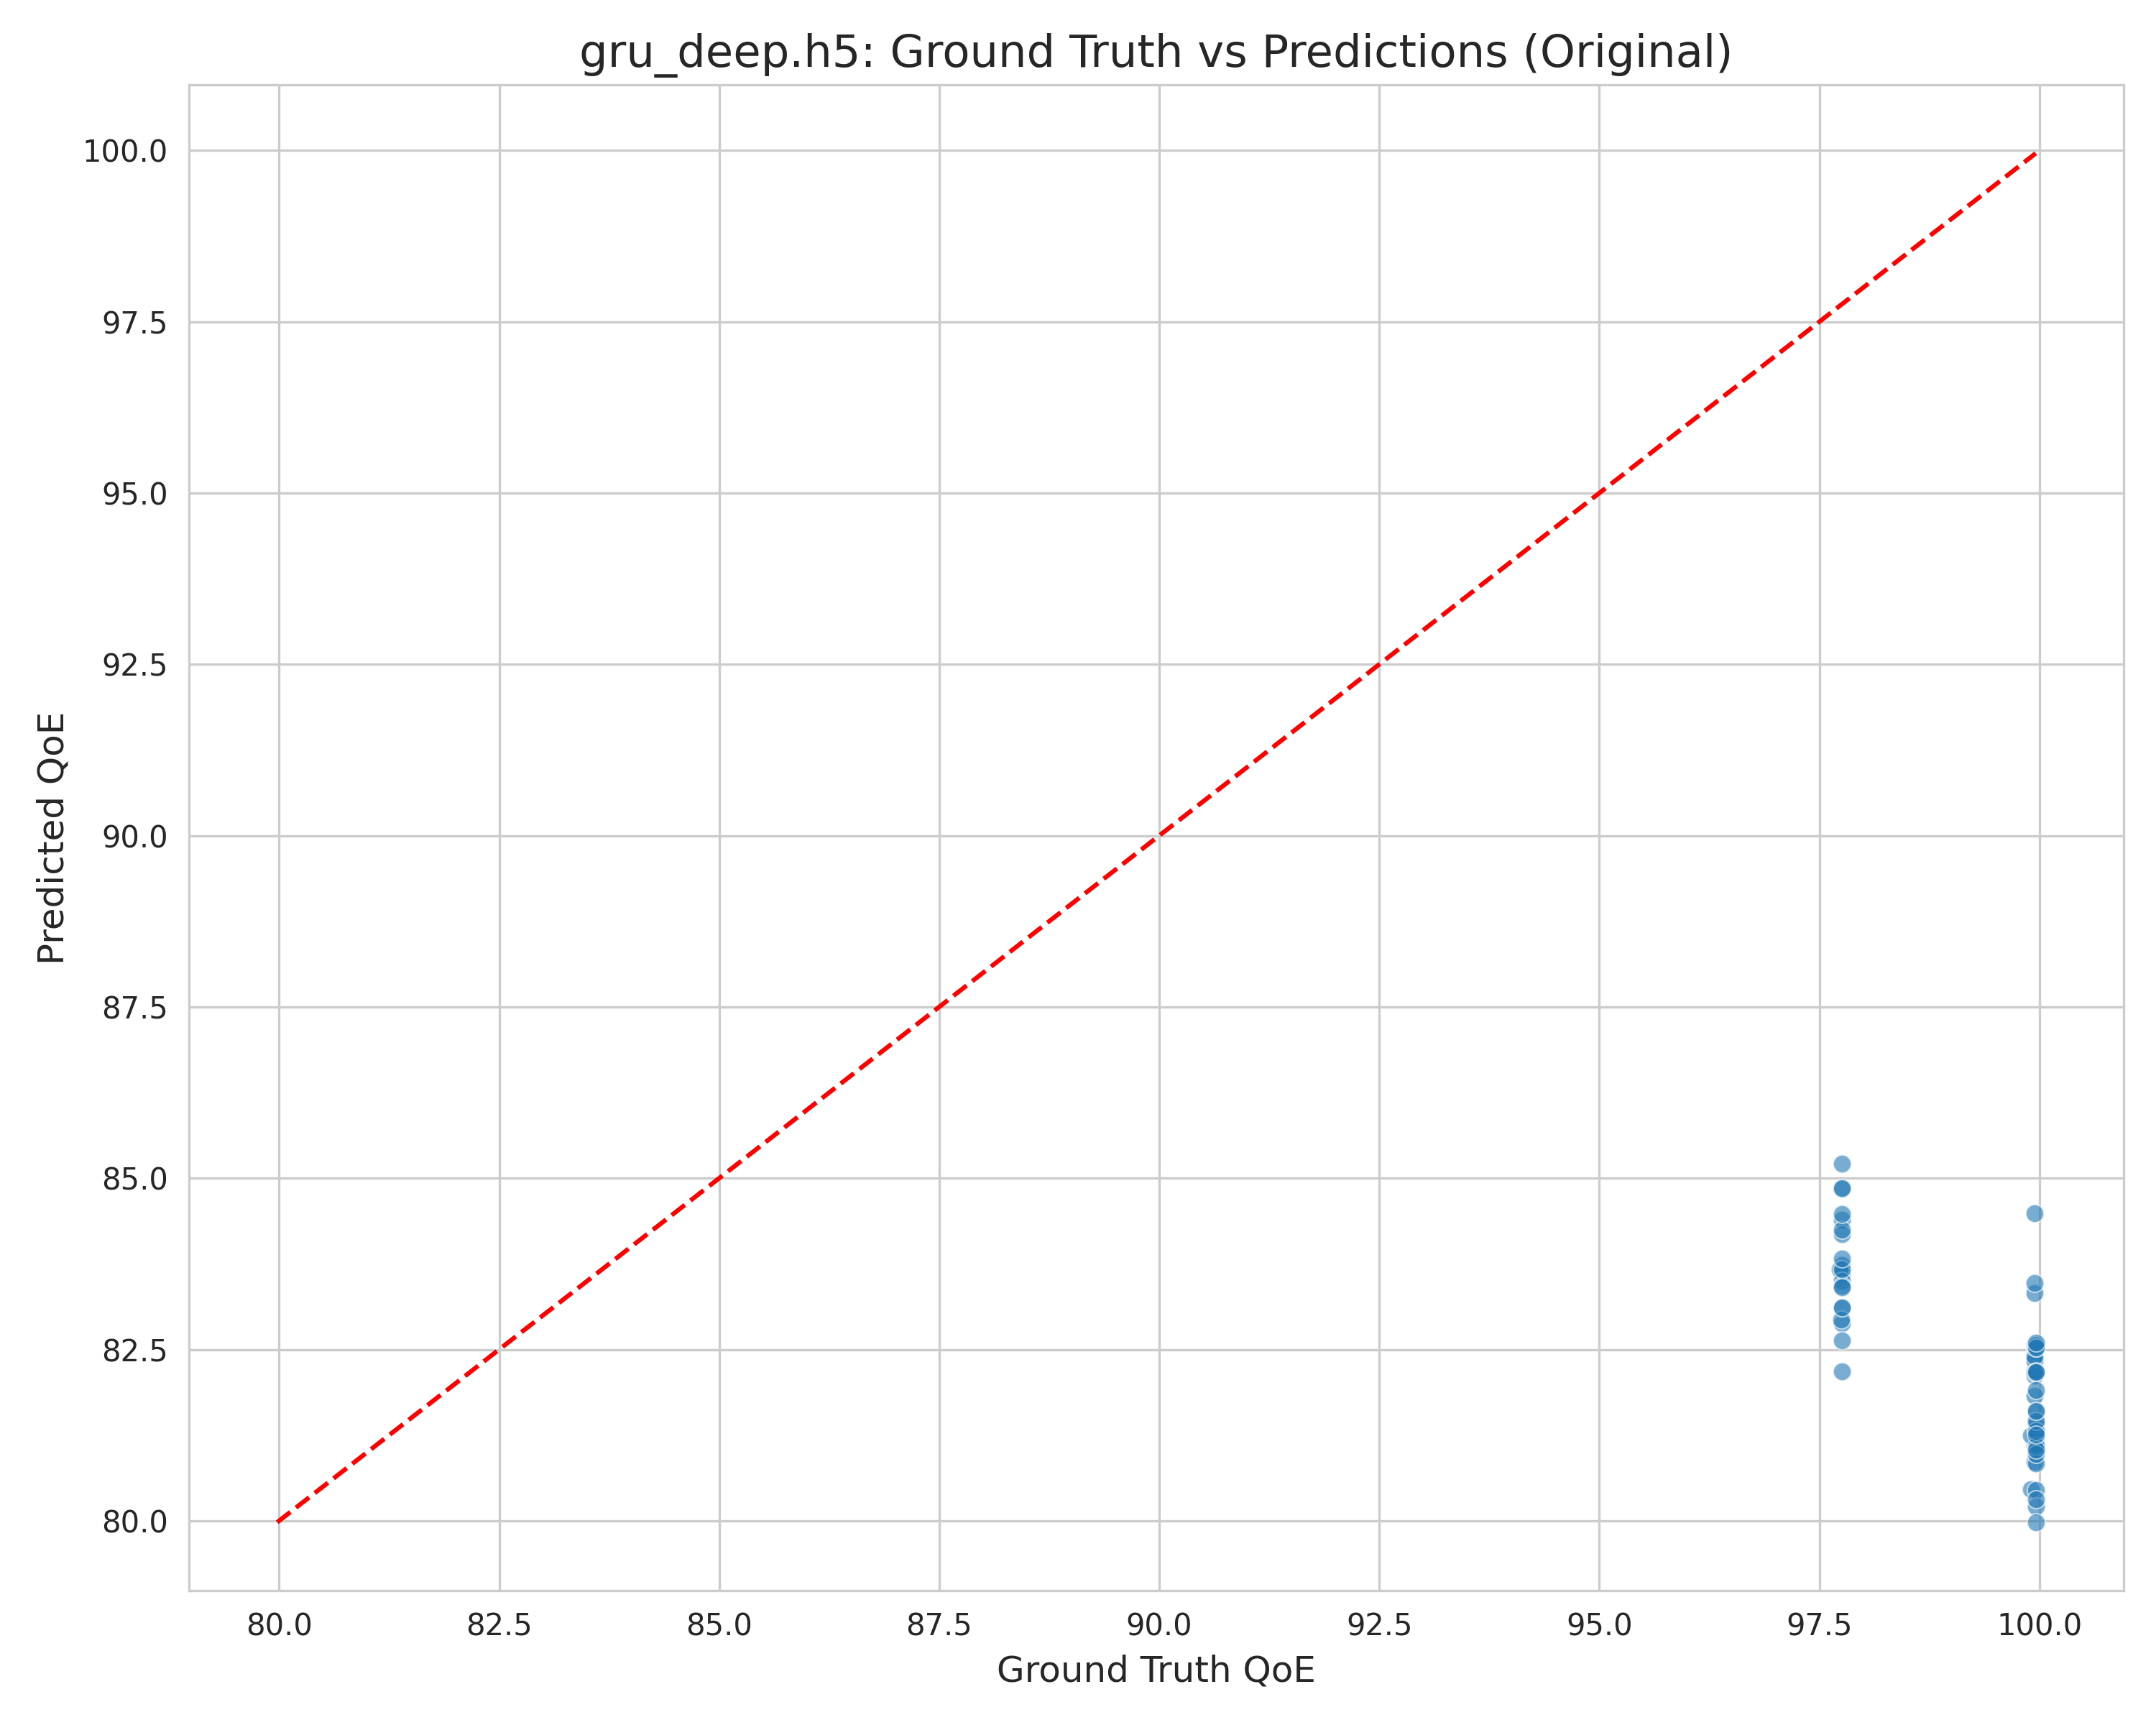 gru_deep.h5: Ground Truth vs Predictions (Original)
100.0
97.5
95.0
92.5
90.0
87.5
85.0
82.5
80.0
Predicted QoE
80.0 82.5 85.0 87.5 90.0 92.5 95.0 97.5 100.0
Ground Truth QoE